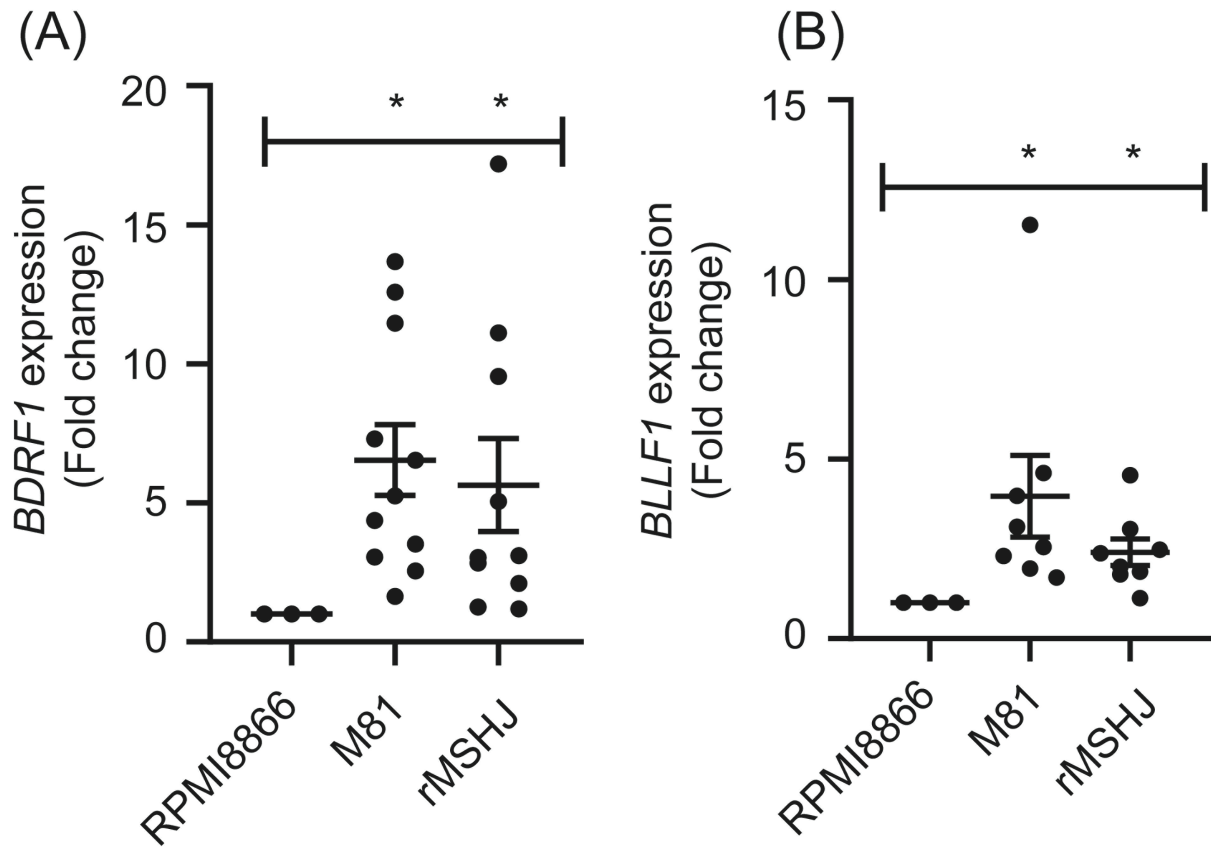 (A)
BDRF1 expression
(Fold change)
20
15
10
5
0
* *
RPMI8866
M81
rMSHJ
(B)
BLLF1 expression
(Fold change)
15
10
5
0
* *
RPMI8866
M81
rMSHJ